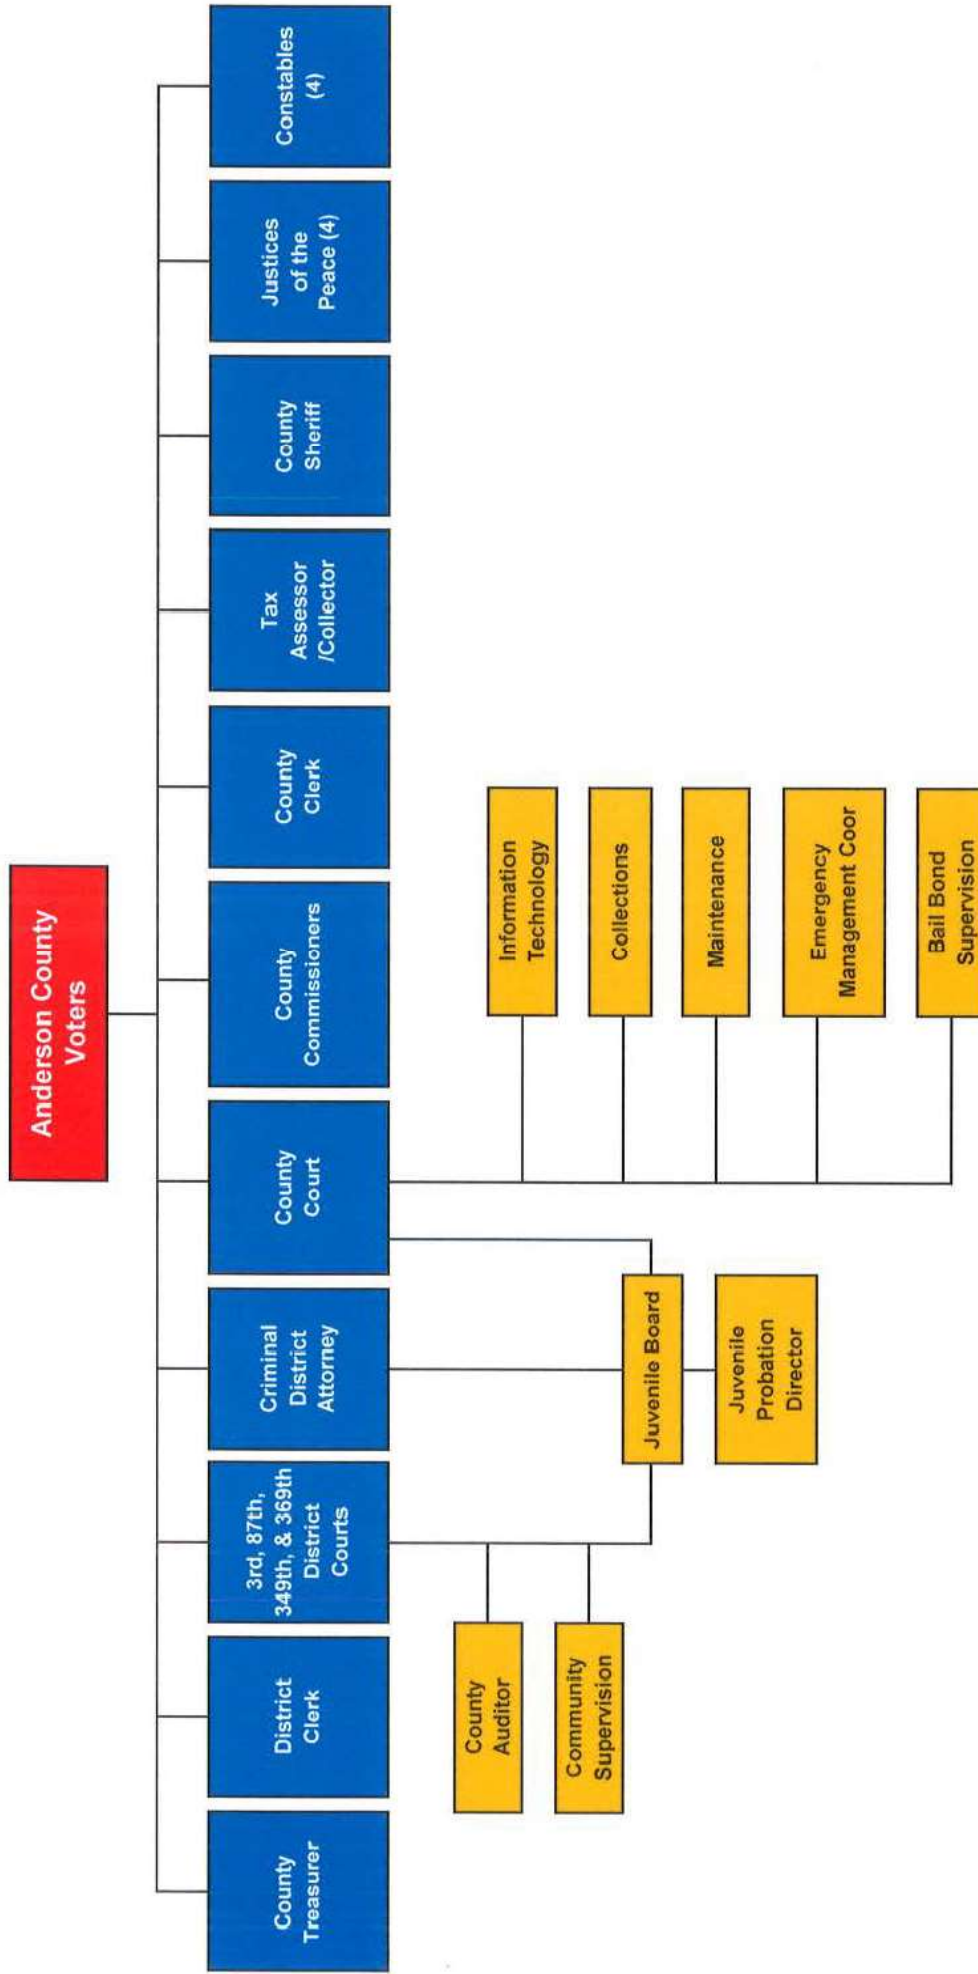 Anderson County
Voters
County
Treasurer
District
Clerk
3rd, 87th,
349th, & 369th
District
Courts
Criminal
District
Attorney
County
Court
County
Commissioners
County
Clerk
Tax
Assessor
/Collector
County
Sheriff
Justices
of the
Peace (4)
Constables
(4)
County
Auditor
Community
Supervision
Juvenile Board
Juvenile
Probation
Director
Information
Technology
Collections
Maintenance
Emergency
Management Coor
Bail Bond
Supervision